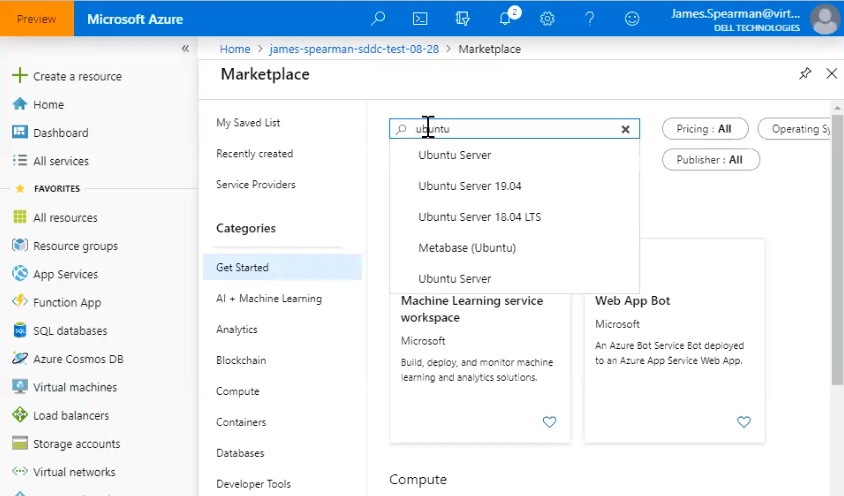 Preview
Microsoft Azure
2
James.Spearman@virt...
DELL TECHNOLOGIES
«
Home > james-spearman-sddc-test-08-28 > Marketplace
Marketplace
Create a resource
Home
Dashboard
All services
FAVORITES
All resources
Resource groups
App Services
Function App
SQL databases
Azure Cosmos DB
Virtual machines
Load balancers
Storage accounts
Virtual networks
My Saved List
Recently created
Service Providers
Categories
Get Started
AI + Machine Learning
Analytics
Blockchain
Compute
Containers
Databases
Developer Tools
ubuntu
Ubuntu Server
Ubuntu Server 19.04
Ubuntu Server 18.04 LTS
Metabase (Ubuntu)
Ubuntu Server
Pricing : All
Operating Sy
Publisher : All
Machine Learning service
workspace
Microsoft
Build, deploy, and monitor machine
learning and analytics solutions.
Web App Bot
Microsoft
An Azure Bot Service Bot deployed
to an Azure App Service Web App.
Compute